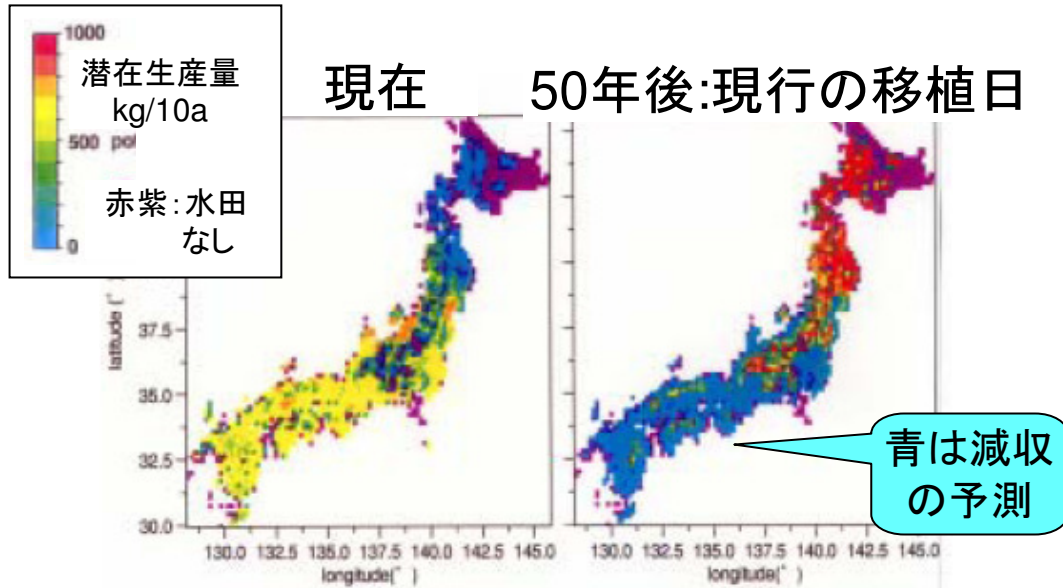 1000
潜在生産量
kg/10a
500
赤紫：水田
なし
0
現在
50年後:現行の移植日
latitude(°)
37.5
35.0
32.5
30.0
130.0 132.5 135.0 137.5 140.0 142.5 145.0
longitude(°)
130.0 132.5 135.0 137.5 140.0 142.5 145.0
longitude(°)
青は減収
の予測